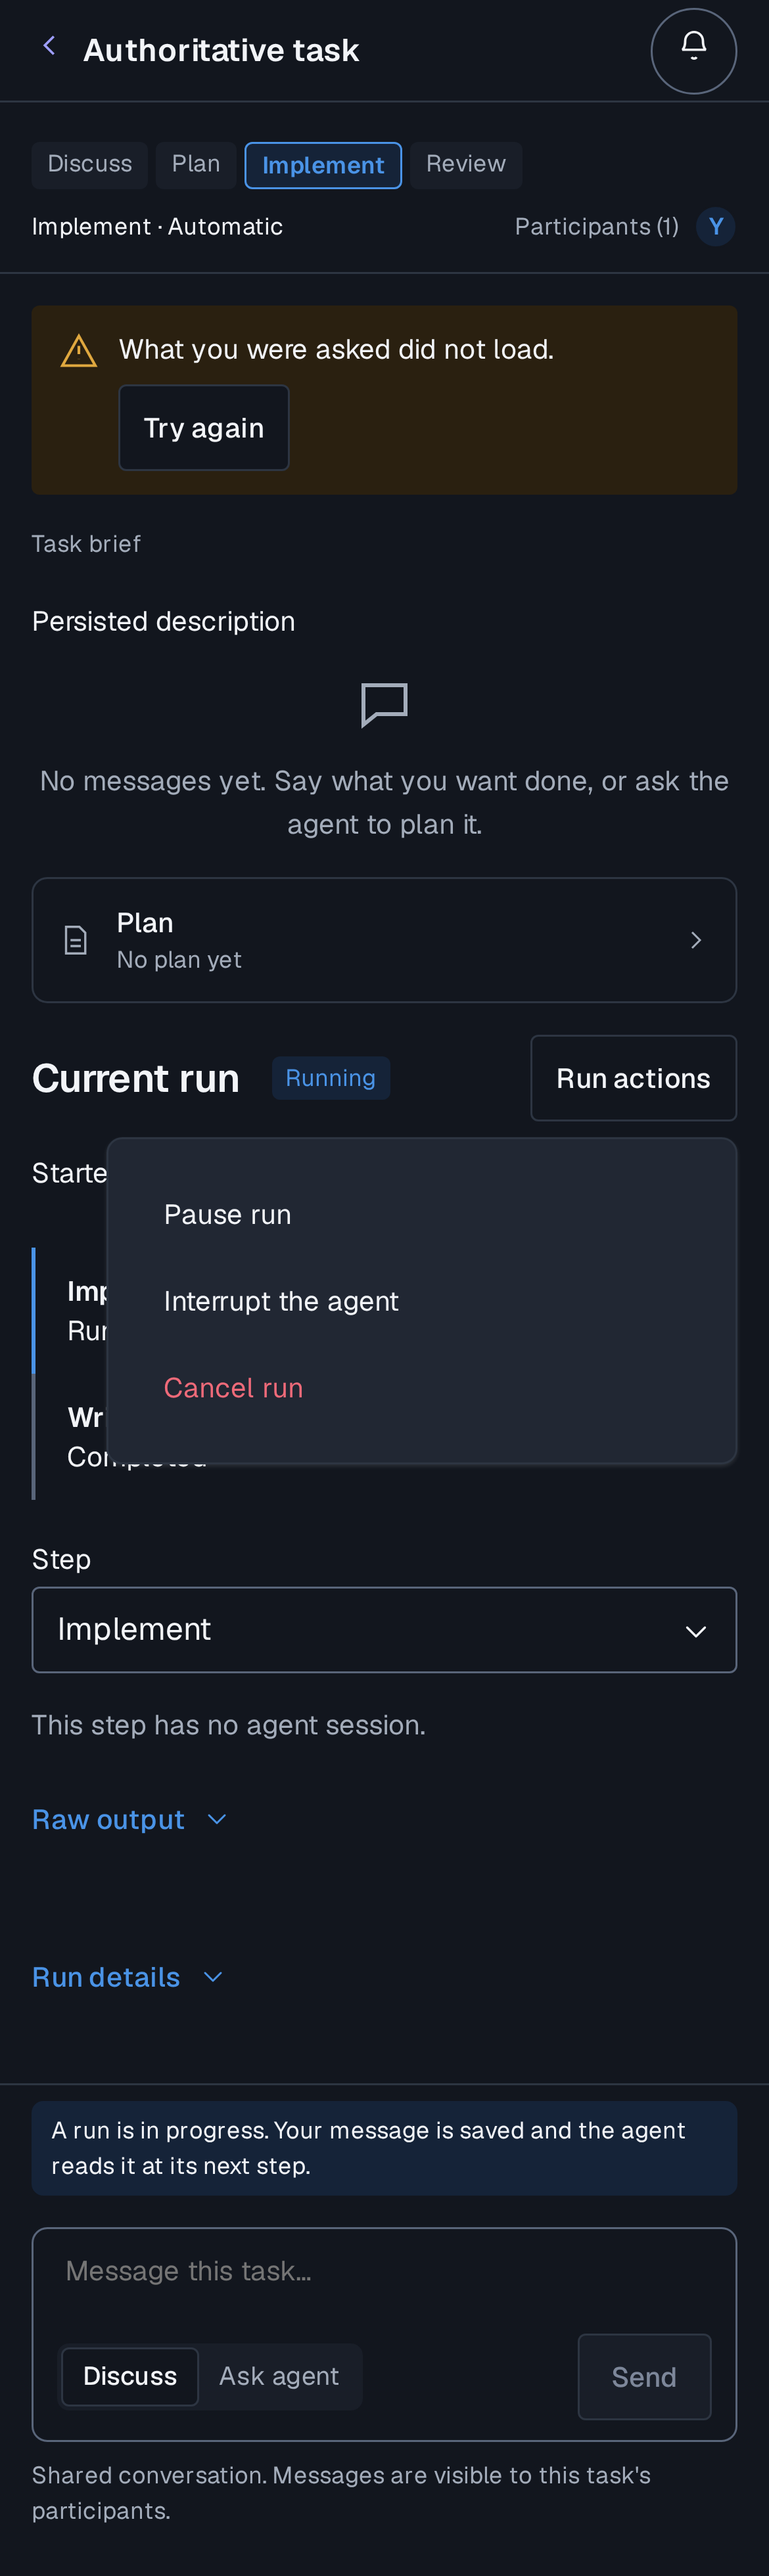 Authoritative task
Discuss
Plan
Implement
Review
Implement · Automatic
Participants (1)
Y
What you were asked did not load.
Try again
Task brief
Persisted description
No messages yet. Say what you want done, or ask the
agent to plan it.
Plan
No plan yet
Current run
Running
Run actions
Pause run
Interrupt the agent
Cancel run
Step
Implement
This step has no agent session.
Raw output
Run details
A run is in progress. Your message is saved and the agent
reads it at its next step.
Message this task...
Discuss
Ask agent
Send
Shared conversation. Messages are visible to this task's
participants.